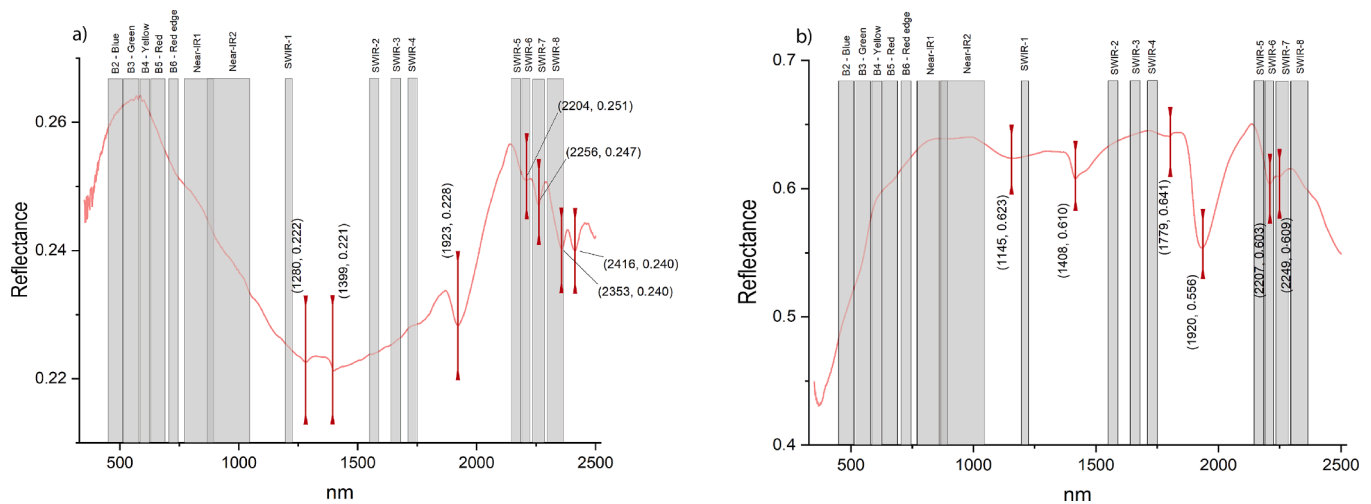 a)
B2 - Blue
B3 - Green
B4 - Yellow
B5 - Red
B6 - Red edge
Near-IR1
Near-IR2
SWIR-1
SWIR-2
SWIR-3
SWIR-4
SWIR-5
SWIR-6
SWIR-7
SWIR-8
Reflectance
0.26
0.24
0.22
(1280, 0.222)
(1399, 0.221)
(1923, 0.228)
(2204, 0.251)
(2256, 0.247)
(2416, 0.240)
(2353, 0.240)
500
1000
1500
2000
2500
nm
b)
B2 - Blue
B3 - Green
B4 - Yellow
B5 - Red
B6 - Red edge
Near-IR1
Near-IR2
SWIR-1
SWIR-2
SWIR-3
SWIR-4
SWIR-5
SWIR-6
SWIR-7
SWIR-8
Reflectance
0.7
0.6
0.5
0.4
(1145, 0.623)
(1408, 0.610)
(1779, 0.641)
(1920, 0.556)
(2207, 0.603)
(2249, 0.609)
500
1000
1500
2000
2500
nm